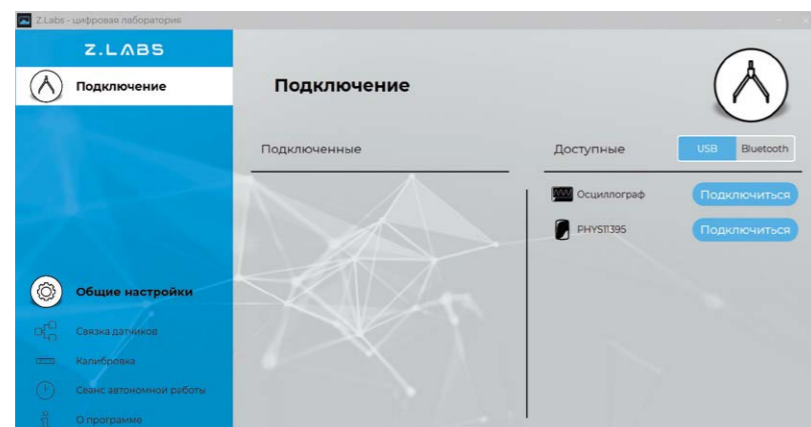 Z.Labs - цифровая лаборатория
Z.LABS
Подключение
Общие настройки
Связка датчиков
Калибровка
Сеанс автономной работы
О программе
Подключение
Подключенные
Доступные
USB
Bluetooth
Осциллограф
Подключиться
PHYS11395
Подключиться